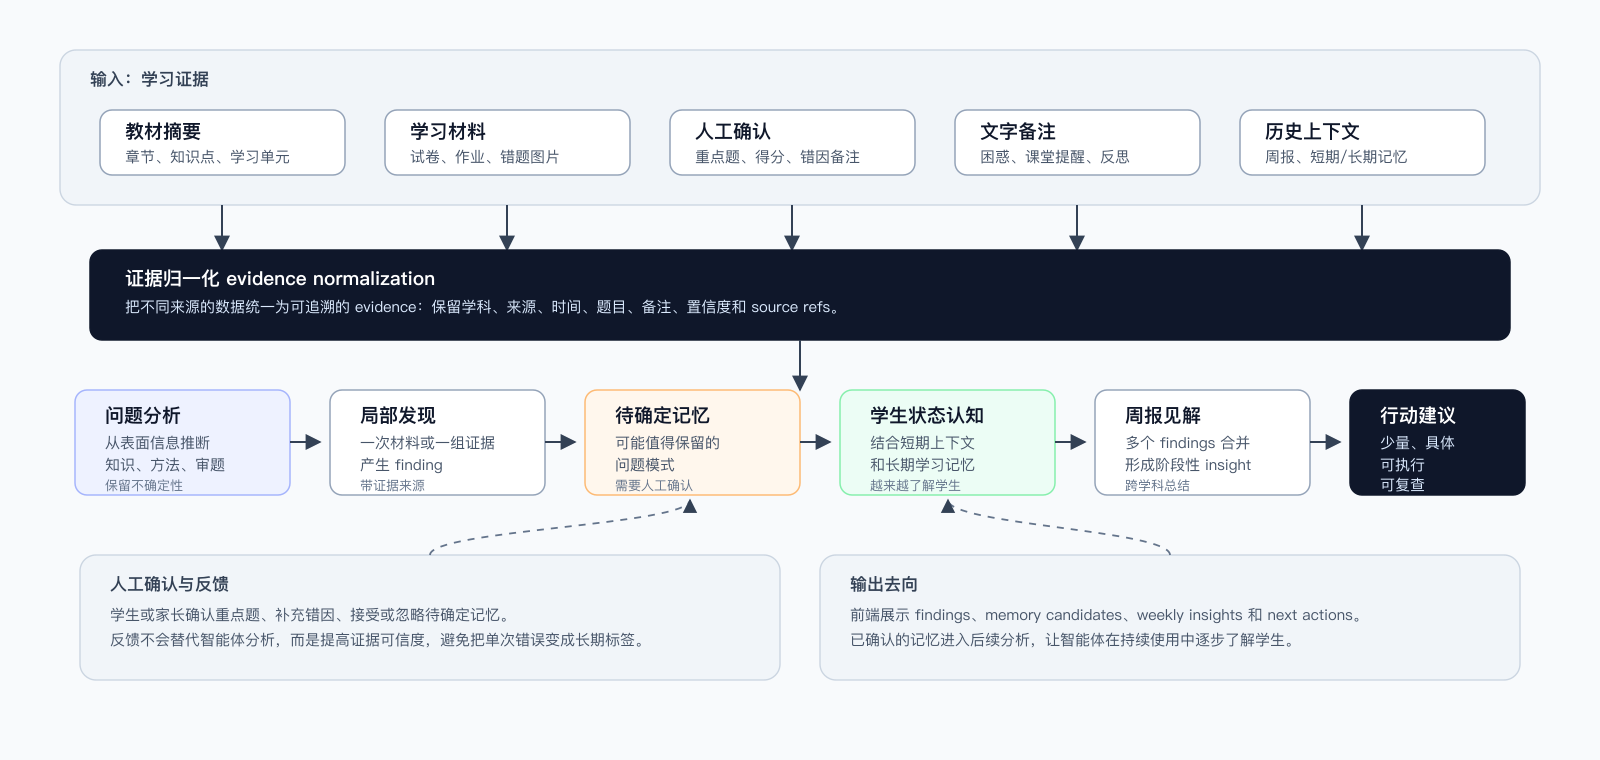 输入：学习证据
教材摘要
章节、知识点、学习单元
学习材料
试卷、作业、错题图片
人工确认
重点题、得分、错因备注
文字备注
困惑、课堂提醒、反思
历史上下文
周报、短期/长期记忆
证据归一化 evidence normalization
把不同来源的数据统一为可追溯的 evidence：保留学科、来源、时间、题目、备注、置信度和 source refs。
问题分析
从表面信息推断
知识、方法、审题
保留不确定性
局部发现
一次材料或一组证据
产生 finding
带证据来源
待确定记忆
可能值得保留的
问题模式
需要人工确认
学生状态认知
结合短期上下文
和长期学习记忆
越来越了解学生
周报见解
多个 findings 合并
形成阶段性 insight
跨学科总结
行动建议
少量、具体
可执行
可复查
人工确认与反馈
学生或家长确认重点题、补充错因、接受或忽略待确定记忆。
反馈不会替代智能体分析，而是提高证据可信度，避免把单次错误变成长期标签。
输出去向
前端展示 findings、memory candidates、weekly insights 和 next actions。
已确认的记忆进入后续分析，让智能体在持续使用中逐步了解学生。